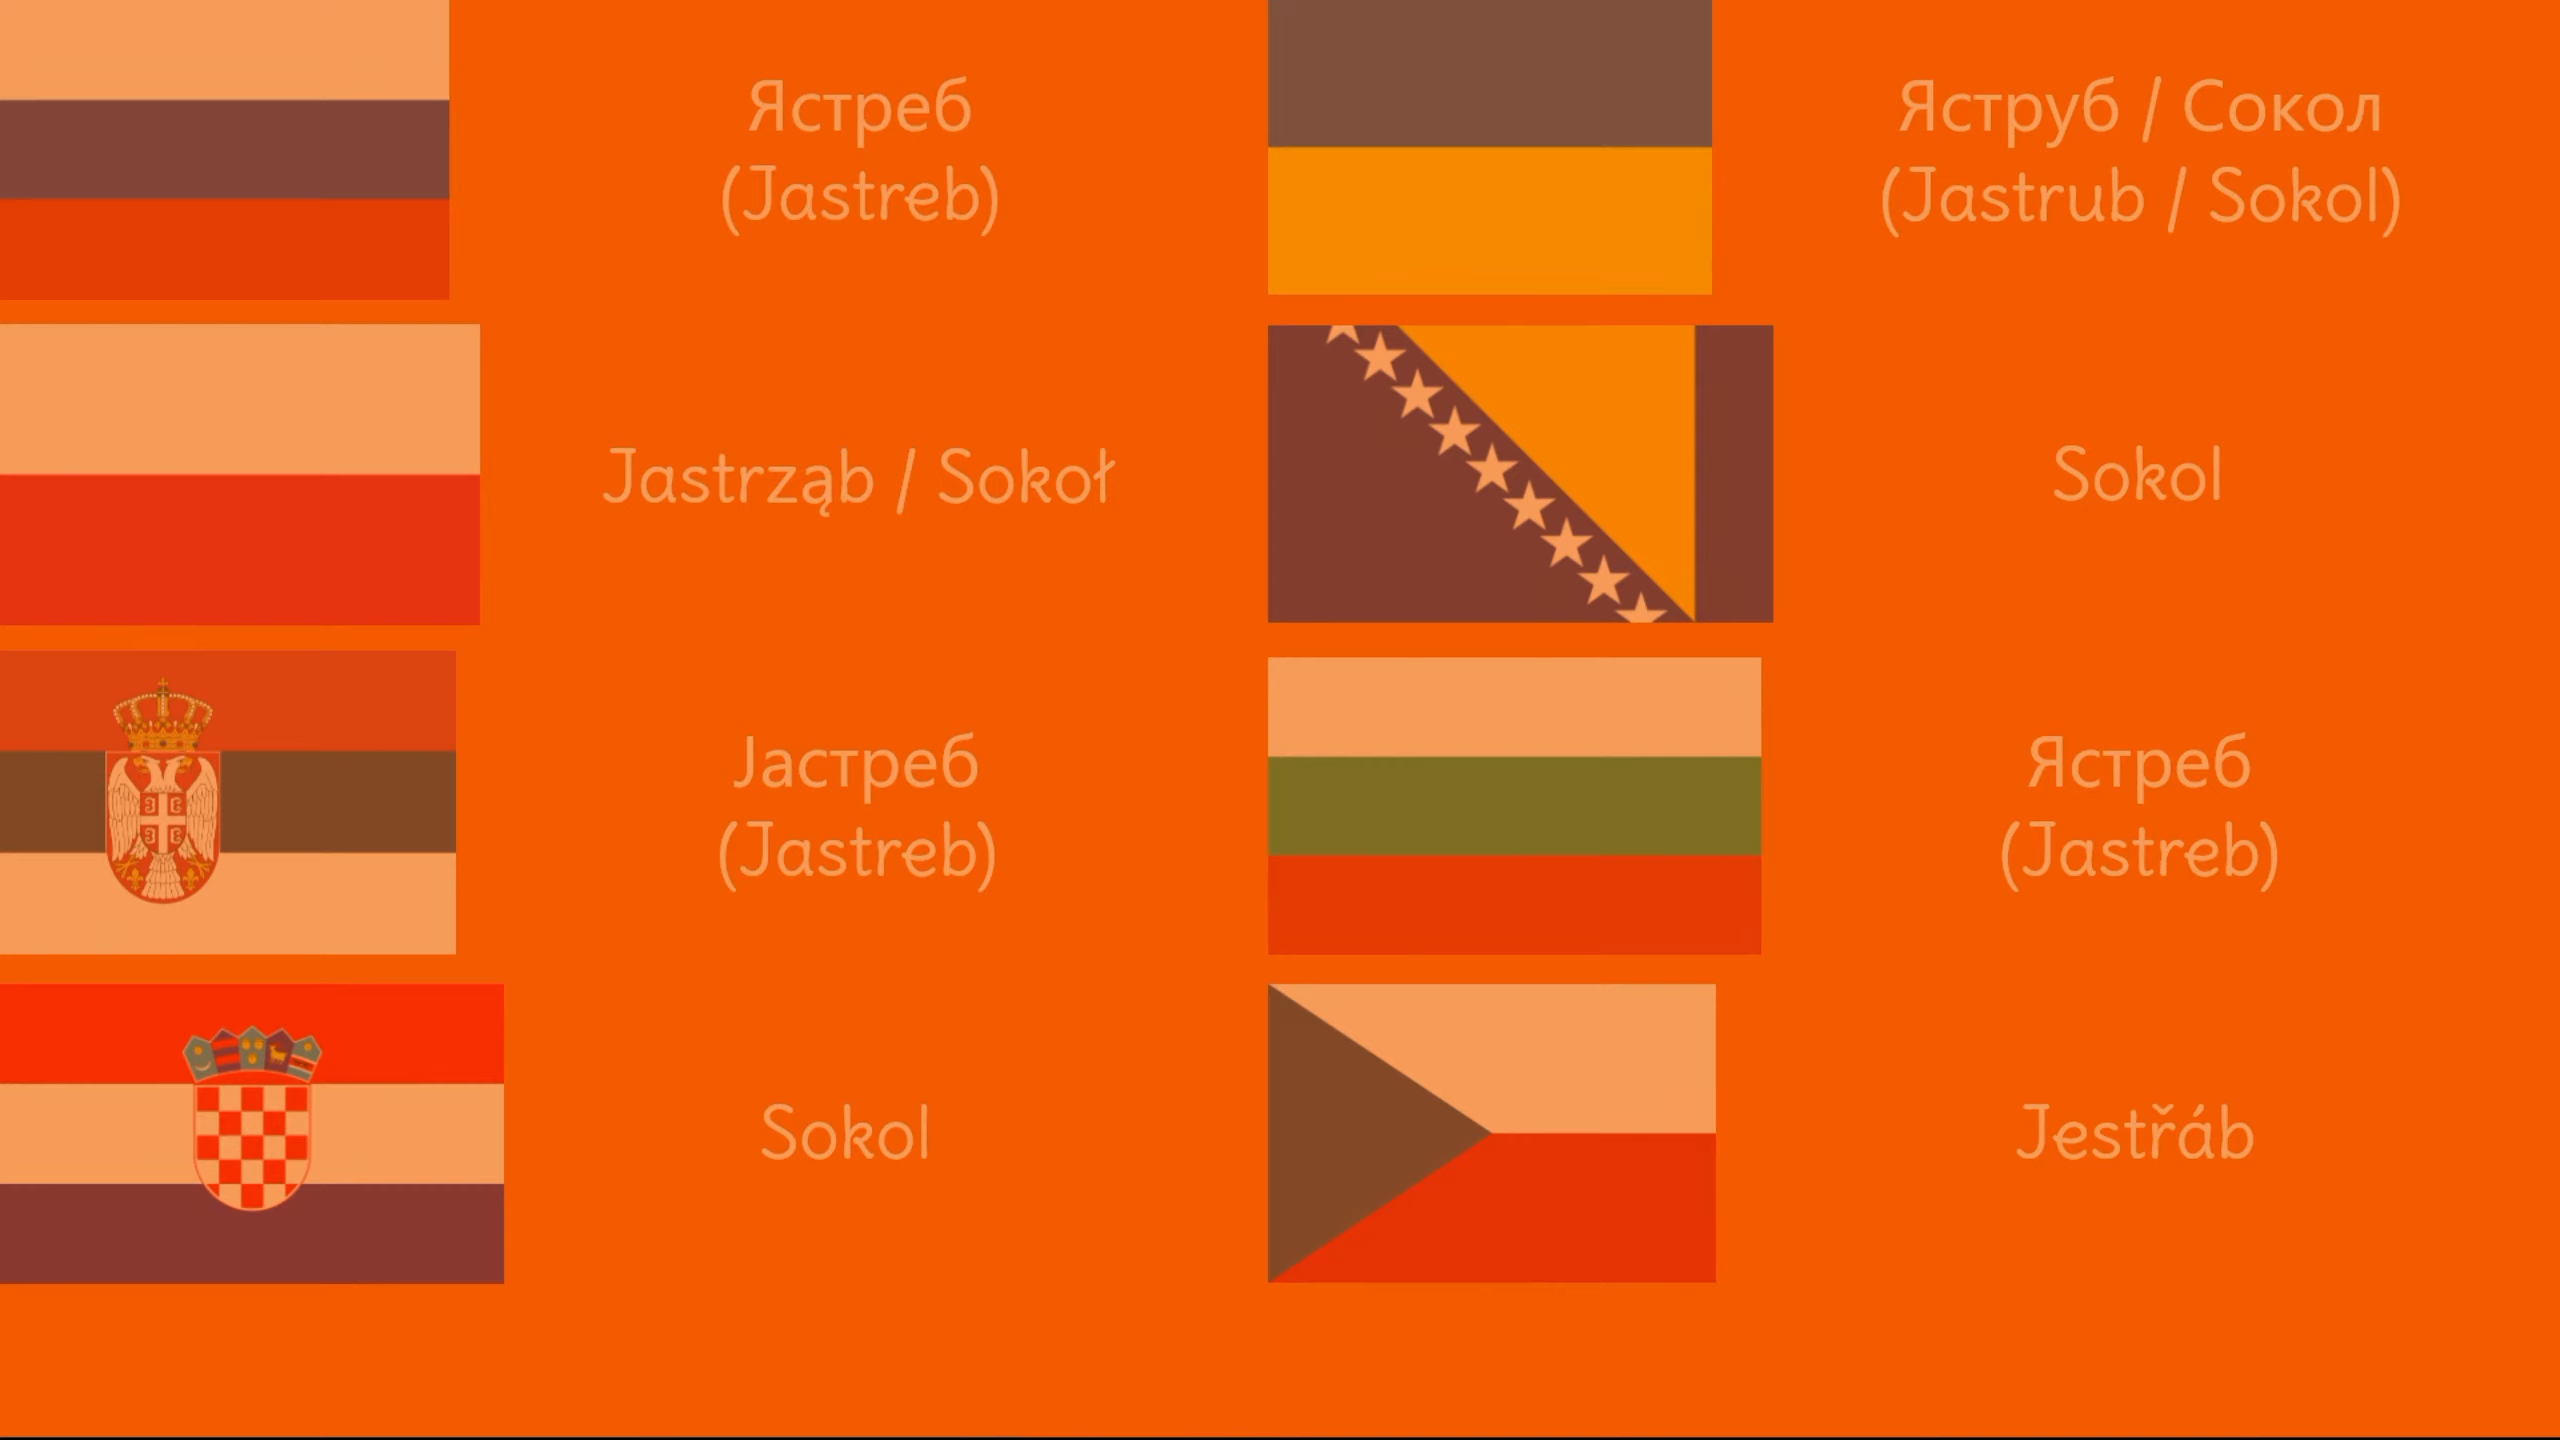 Ястреб
(Jastreb)
Яструб / Сокол
(Jastrub / Sokol)
Jastrząb / Sokoł
Sokol
Јастреб
(Jastreb)
Ястреб
(Jastreb)
Sokol
Jestřáb